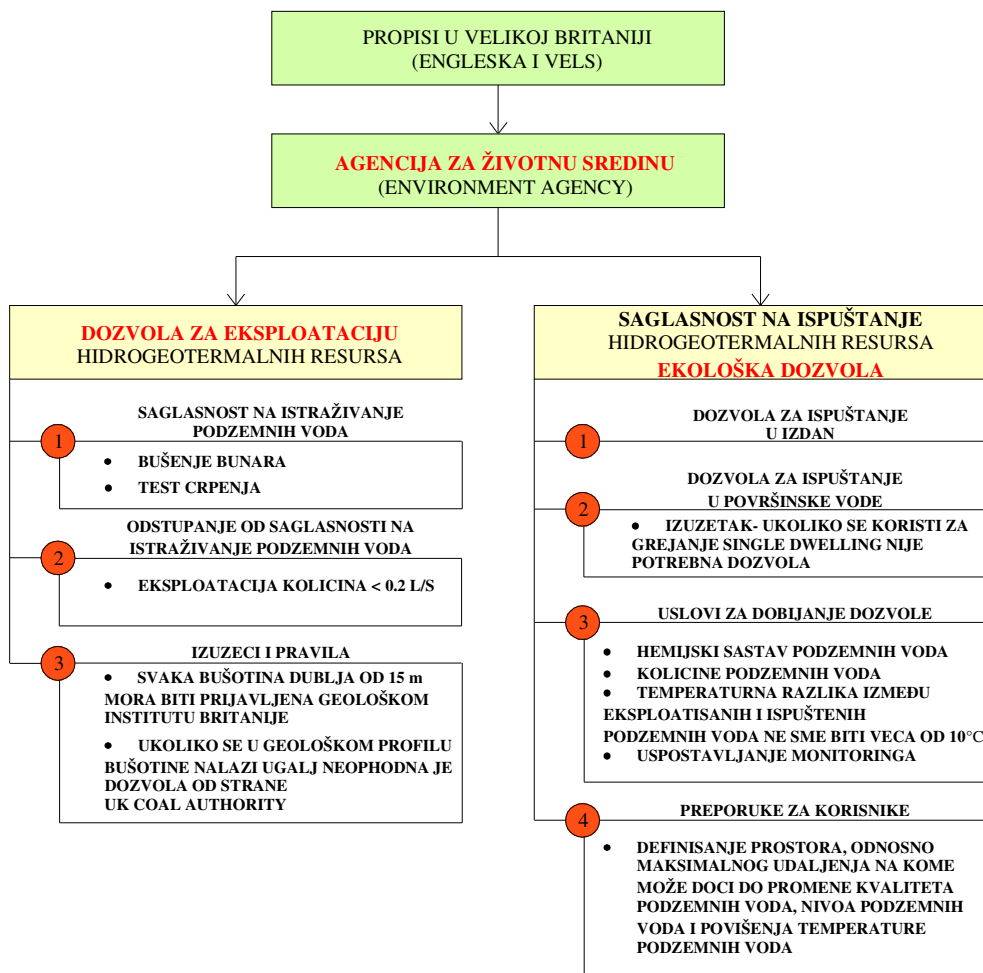 PROPISI U VELIKOJ BRITANIJI
(ENGLESKA I VELS)
AGENCIJA ZA ŽIVOTNU SREDINU
(ENVIRONMENT AGENCY)
DOZVOLA ZA EKSPLOATACIJU
HIDROGEOTERMALNIH RESURSA
SAGLASNOST NA ISTRAŽIVANJE
PODZEMNIH VODA
1
• BUŠENJE BUNARA
• TEST CRPENJA
ODSTUPANJE OD SAGLASNOSTI NA
ISTRAŽIVANJE PODZEMNIH VODA
2
• EKSPLOATACIJA KOLICINA < 0.2 L/S
IZUZECI I PRAVILA
3
• SVAKA BUŠOTINA DUBLJA OD 15 m
MORA BITI PRIJAVLJENA GEOLOŠKOM
INSTITUTU BRITANIJE
• UKOLIKO SE U GEOLOŠKOM PROFILU
BUŠOTINE NALAZI UGALJ NEOPHODNA JE
DOZVOLA OD STRANE
UK COAL AUTHORITY
SAGLASNOST NA ISPUŠTANJE
HIDROGEOTERMALNIH RESURSA
EKOLOŠKA DOZVOLA
DOZVOLA ZA ISPUŠTANJE
U IZDAN
1
DOZVOLA ZA ISPUŠTANJE
U POVRŠINSKE VODE
2
• IZUZETAK- UKOLIKO SE KORISTI ZA
GREJANJE SINGLE DWELLING NIJE
POTREBNA DOZVOLA
USLOVI ZA DOBIJANJE DOZVOLE
3
• HEMIJSKI SASTAV PODZEMNIH VODA
• KOLICINE PODZEMNIH VODA
• TEMPERATURNA RAZLIKA IZMEĐU
EKSPLOATISANIH I ISPUŠTENIH
PODZEMNIH VODA NE SME BITI VECA OD 10°C
• USPOSTAVLJANJE MONITORINGA
PREPORUKE ZA KORISNIKE
4
• DEFINISANJE PROSTORA, ODNOSNO
MAKSIMALNOG UDALJENJA NA KOME
MOŽE DOCI DO PROMENE KVALITETA
PODZEMNIH VODA, NIVOA PODZEMNIH
VODA I POVIŠENJA TEMPERATURE
PODZEMNIH VODA